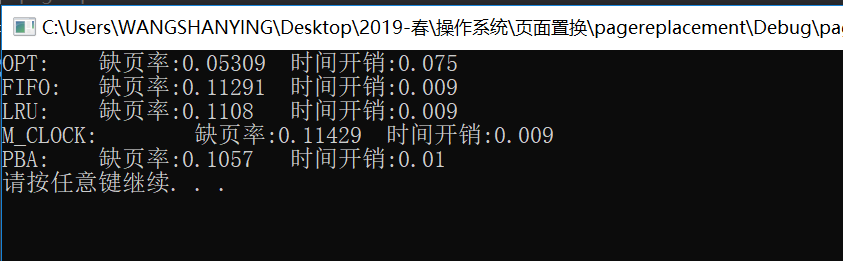 C:\Users\WANGSHANYING\Desktop\2019-春\操作系统\页面置换\pagereplacement\Debug\pa
OPT: 缺页率:0.05309 时间开销:0.075
FIFO: 缺页率:0.11291 时间开销:0.009
LRU: 缺页率:0.1108 时间开销:0.009
M_CLOCK: 缺页率:0.11429 时间开销:0.009
PBA: 缺页率:0.1057 时间开销:0.01
请按任意键继续. . .